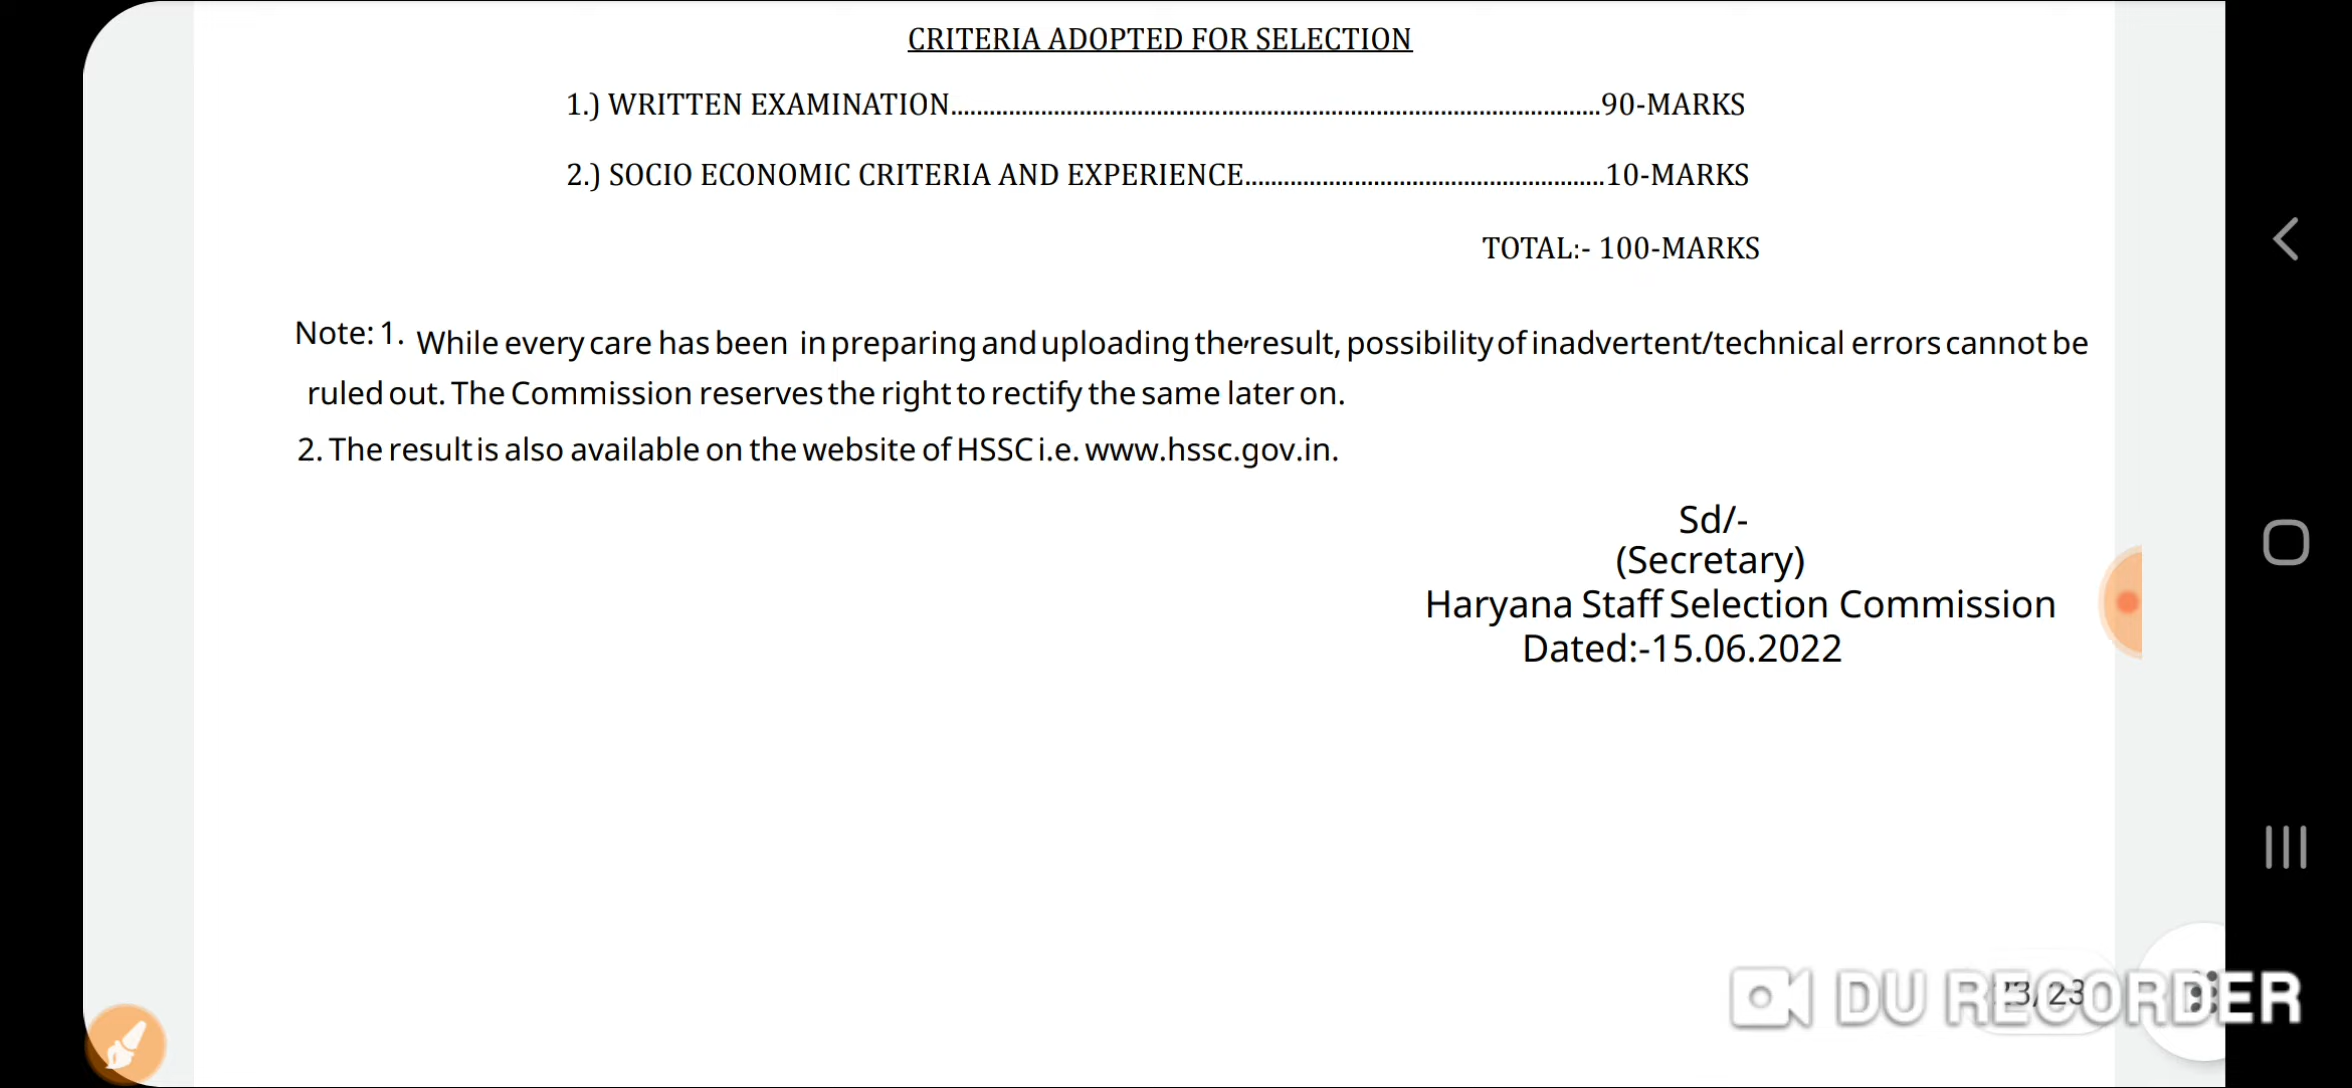 CRITERIA ADOPTED FOR SELECTION
1.) WRITTEN EXAMINATION.....................................................................................................90-MARKS
2.) SOCIO ECONOMIC CRITERIA AND EXPERIENCE........................................................10-MARKS
TOTAL:- 100-MARKS
Note: 1. While every care has been in preparing and uploading the result, possibility of inadvertent/technical errors cannot be
ruled out. The Commission reserves the right to rectify the same later on.
2. The result is also available on the website of HSSC i.e. www.hssc.gov.in.
Sd/-
(Secretary)
Haryana Staff Selection Commission
Dated:-15.06.2022
23/23
DU RECORDER